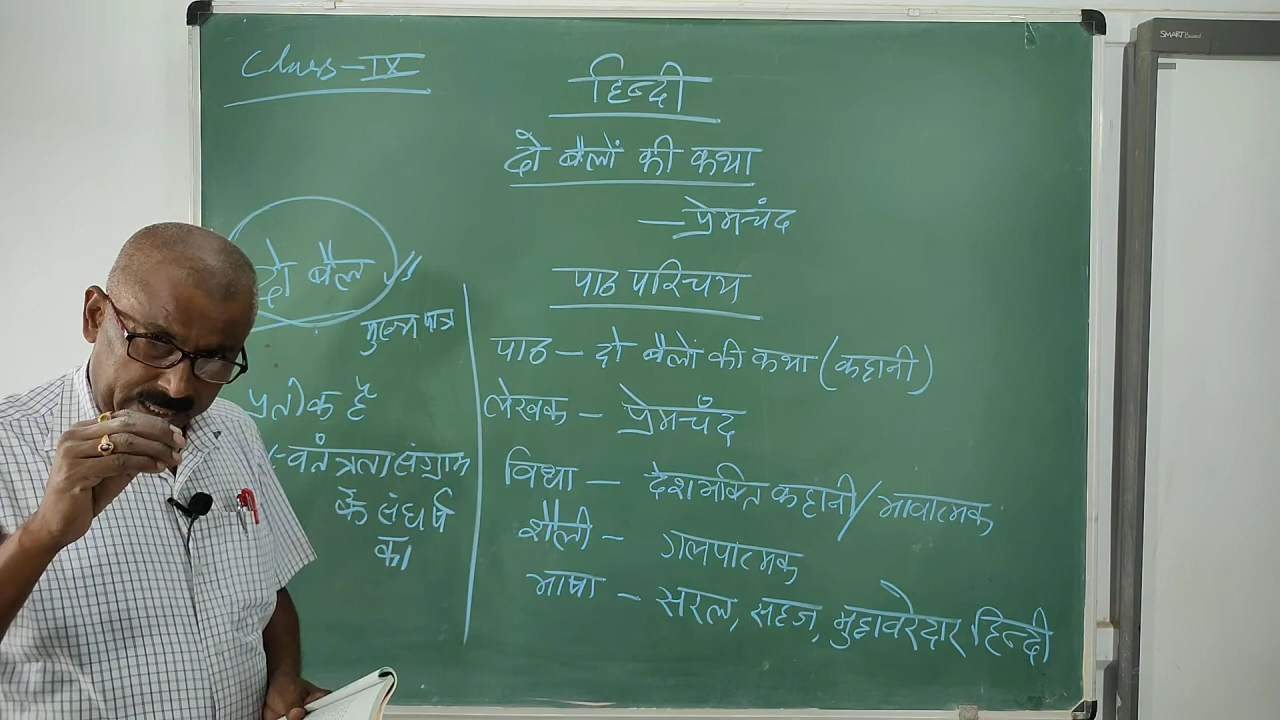 Class-IX
हिन्दी
दो बैलों की कथा
—प्रेमचंद
पाठ परिचय
दो बैल
मुख्य पात्र
प्रतीक है
स्वतंत्रता संग्राम
के संघर्ष
का
पाठ — दो बैलों की कथा (कहानी)
लेखक — प्रेमचँद
विधा — देशभक्ति कहानी/भावात्मक
शैली — गलपात्मक
भाषा — सरल, सहज, मुहावरेदार हिन्दी
SMART Board